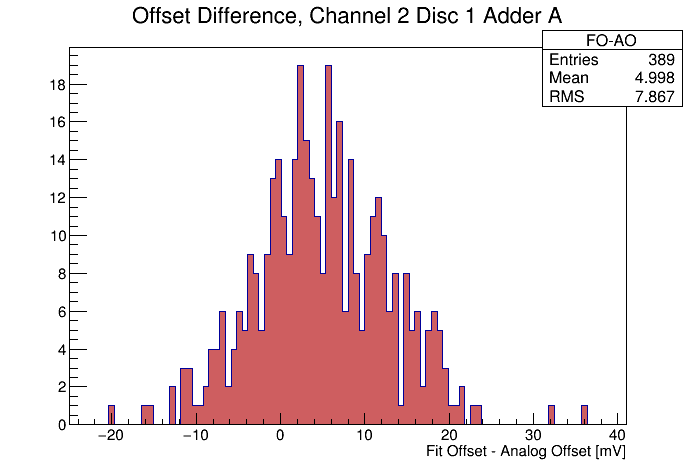 Offset Difference, Channel 2 Disc 1 Adder A
FO-AO
Entries 389
Mean 4.998
RMS 7.867
18
16
14
12
10
8
6
4
2
0
−20 −10 0 10 20 30 40
Fit Offset - Analog Offset [mV]